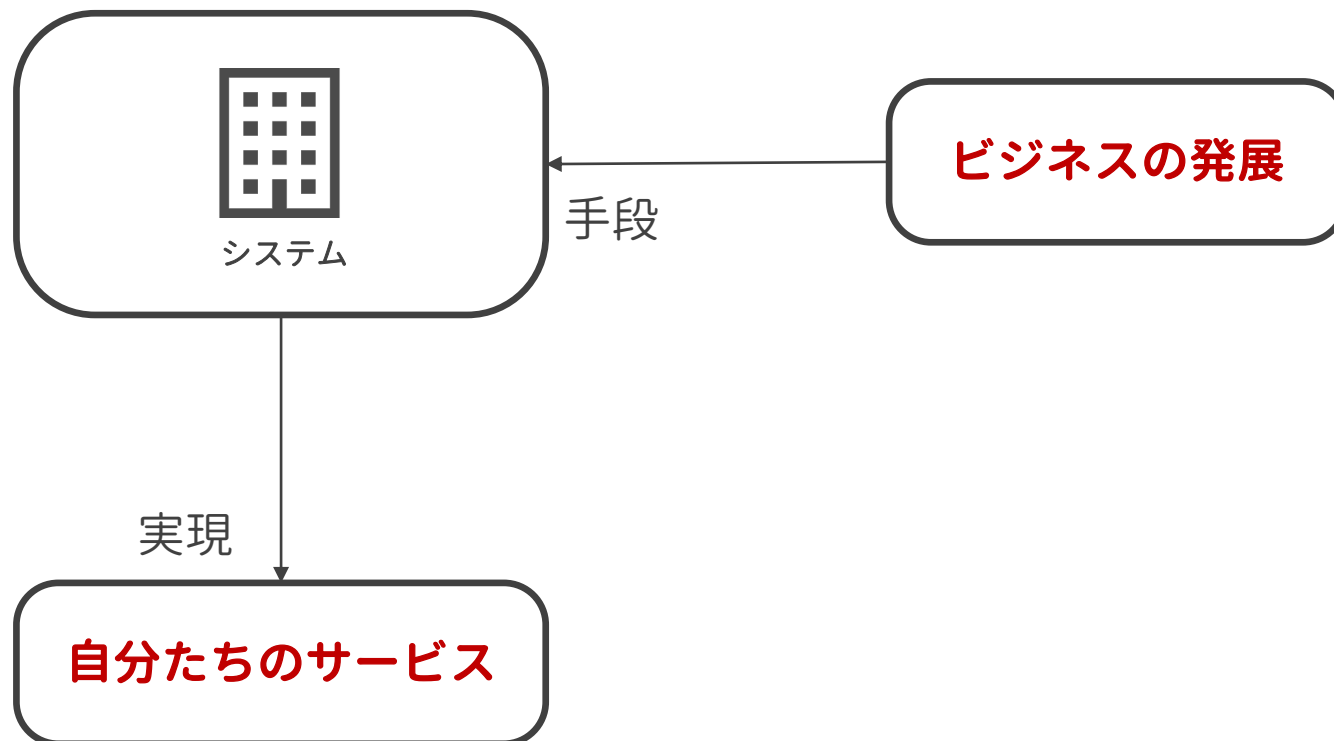 ビジネスの発展
手段
システム
実現
自分たちのサービス